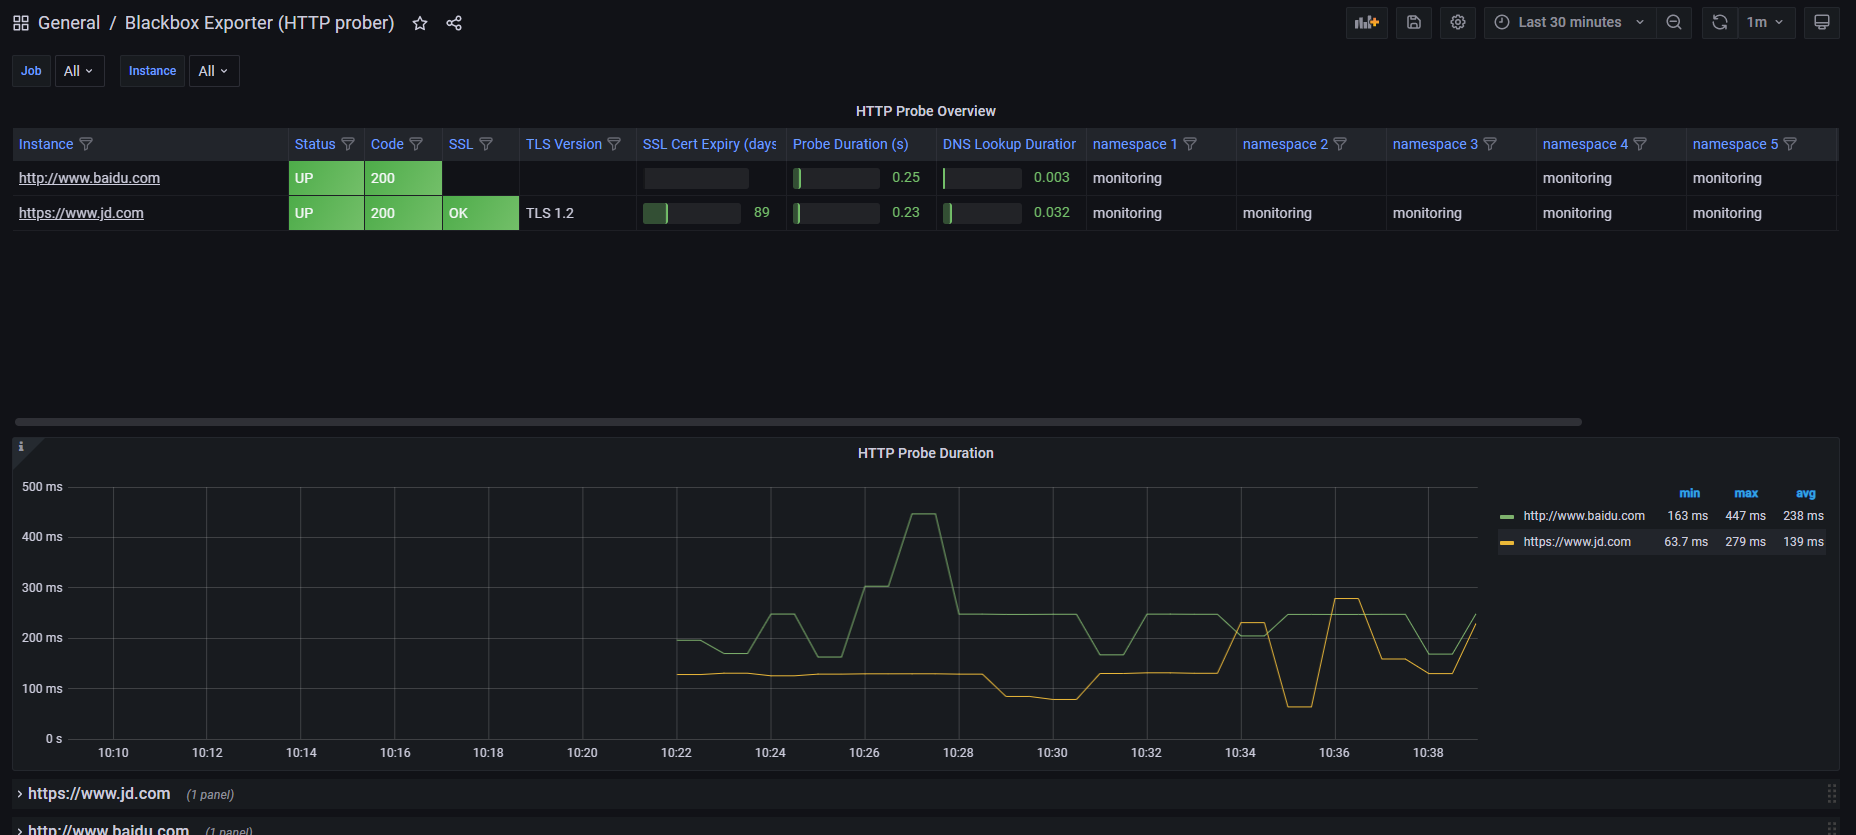 General / Blackbox Exporter (HTTP prober)
Last 30 minutes
1m
Job All Instance All
HTTP Probe Overview
Instance Status Code SSL TLS Version SSL Cert Expiry (days Probe Duration (s) DNS Lookup Duration namespace 1 namespace 2 namespace 3 namespace 4 namespace 5
http://www.baidu.com UP 200 0.25 0.003 monitoring monitoring monitoring
https://www.jd.com UP 200 OK TLS 1.2 89 0.23 0.032 monitoring monitoring monitoring monitoring monitoring
i
HTTP Probe Duration
500 ms
400 ms
300 ms
200 ms
100 ms
0 s
10:10 10:12 10:14 10:16 10:18 10:20 10:22 10:24 10:26 10:28 10:30 10:32 10:34 10:36 10:38
min max avg
http://www.baidu.com 163 ms 447 ms 238 ms
https://www.jd.com 63.7 ms 279 ms 139 ms
https://www.jd.com (1 panel)
http://www.baidu.com (1 panel)